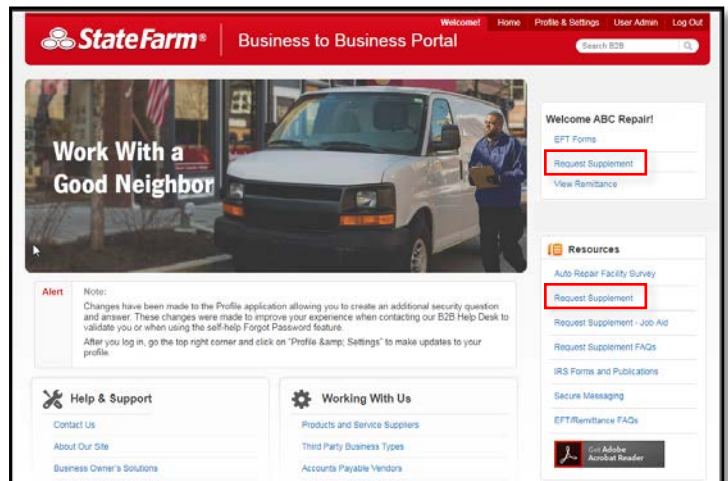 Welcome! Home Profile & Settings User Admin Log Out
State Farm® Business to Business Portal
Search B2B
Work With a
Good Neighbor
Welcome ABC Repair!
EFT Forms
Request Supplement
View Remittance
Resources
Auto Repair Facility Survey
Request Supplement
Request Supplement - Job Aid
Request Supplement FAQs
IRS Forms and Publications
Secure Messaging
EFT/Remittance FAQs
Get Adobe
Acrobat Reader
Alert Note:
Changes have been made to the Profile application allowing you to create an additional security question
and answer. These changes were made to improve your experience when contacting our B2B Help Desk to
validate you or when using the self-help Forgot Password feature.
After you log in, go the top right corner and click on "Profile &amp; Settings" to make updates to your
profile.
Help & Support
Contact Us
About Our Site
Business Owner's Solutions
Working With Us
Products and Service Suppliers
Third Party Business Types
Accounts Payable Vendors